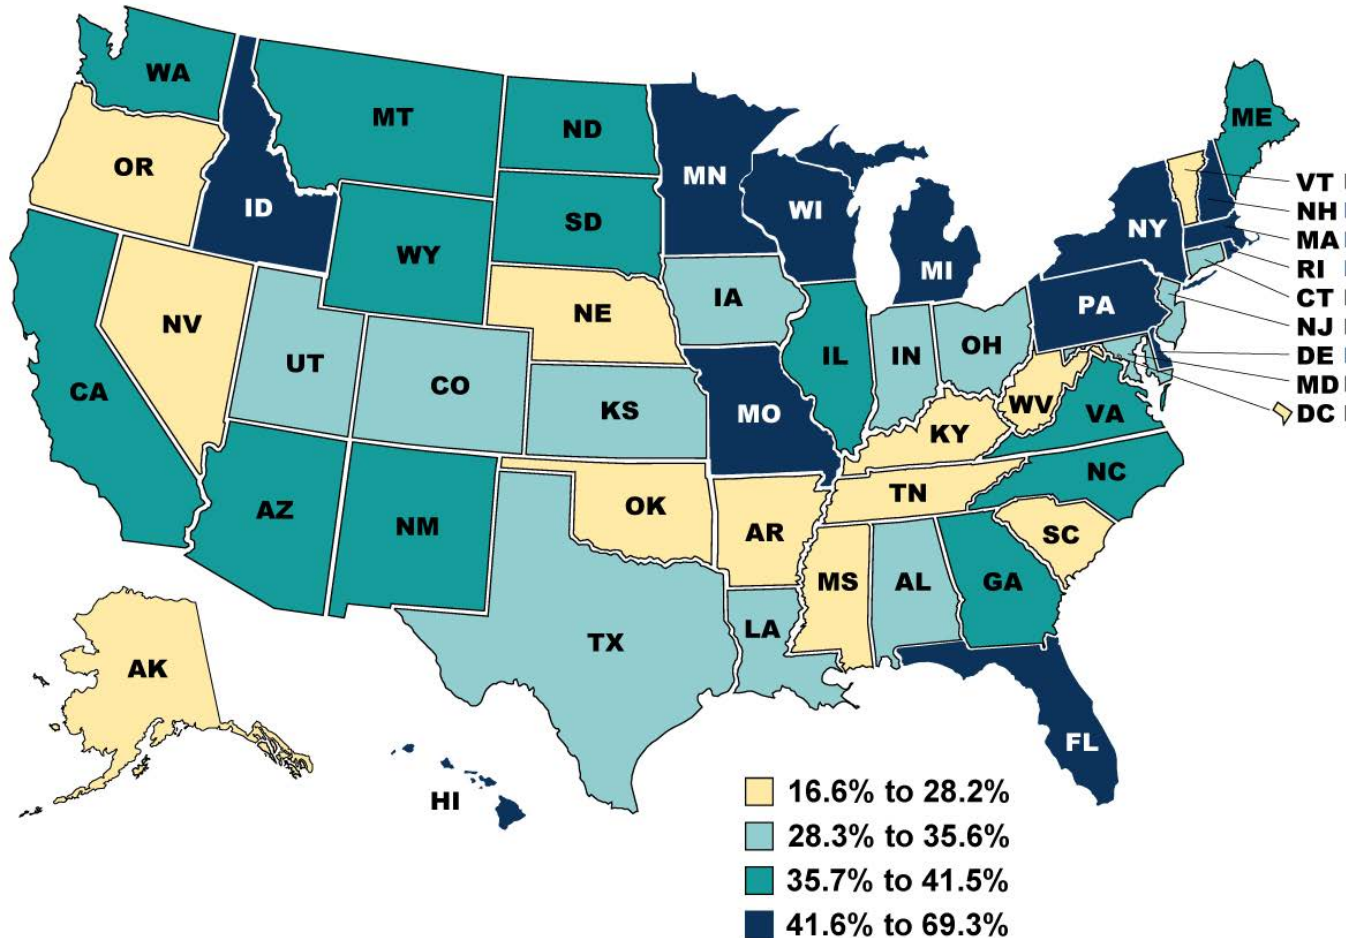 WA
MT
ND
ME
OR
ID
MN
VT
NH
SD
WI
NY
MA
WY
MI
RI
IA
CT
NE
PA
NV
NJ
UT
IL
IN
OH
DE
CO
MD
CA
KS
MO
WV
VA
DC
KY
NC
AZ
NM
OK
TN
AR
SC
MS
AL
GA
LA
TX
AK
FL
HI
16.6% to 28.2%
28.3% to 35.6%
35.7% to 41.5%
41.6% to 69.3%